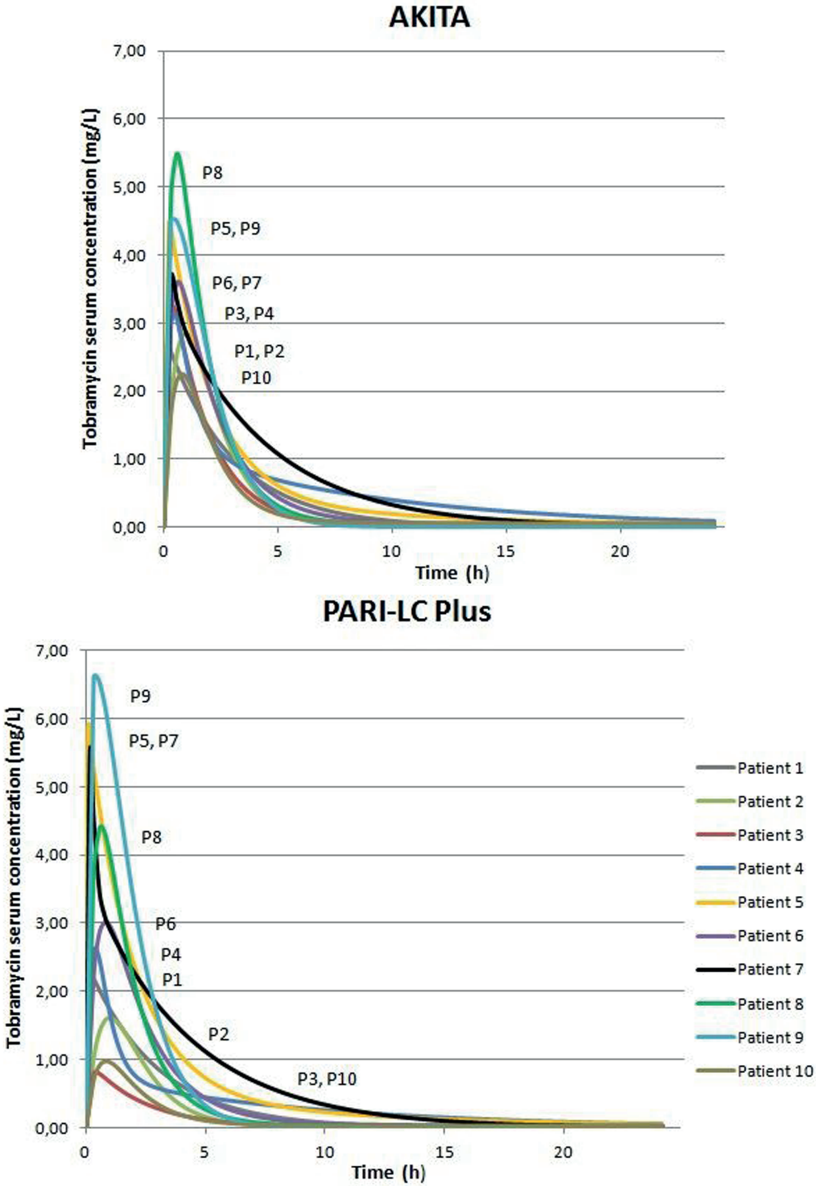 AKITA
Tobramycin serum concentration (mg/L)
7,00
6,00
5,00
4,00
3,00
2,00
1,00
0,00
P8
P5, P9
P6, P7
P3, P4
P1, P2
P10
0
5
10
15
20
Time (h)
PARI-LC Plus
Tobramycin serum concentration (mg/L)
7,00
6,00
5,00
4,00
3,00
2,00
1,00
0,00
P9
P5, P7
P8
P6
P4
P1
P2
P3, P10
0
5
10
15
20
Time (h)
Patient 1
Patient 2
Patient 3
Patient 4
Patient 5
Patient 6
Patient 7
Patient 8
Patient 9
Patient 10